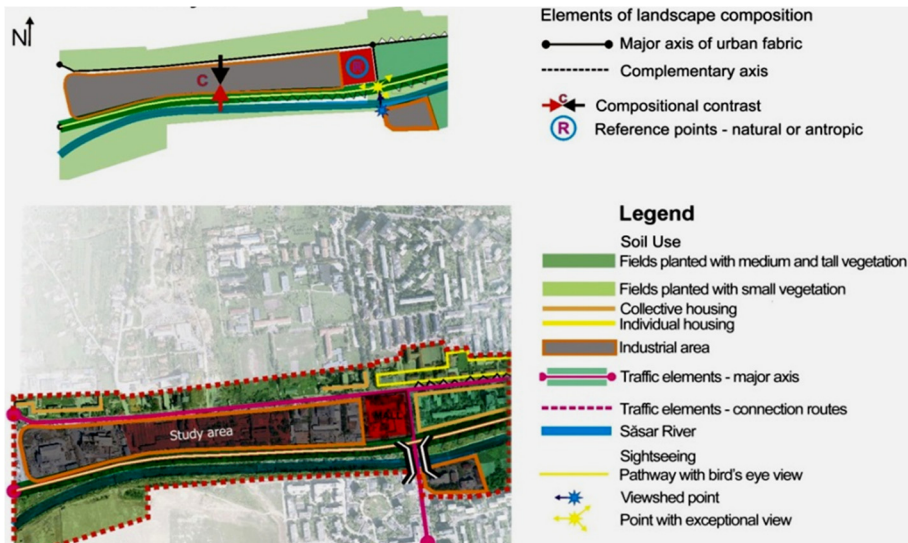 N
C
R
Elements of landscape composition
Major axis of urban fabric
Complementary axis
C
Compositional contrast
R
Reference points - natural or antropic
Study area
Legend
Soil Use
Fields planted with medium and tall vegetation
Fields planted with small vegetation
Collective housing
Individual housing
Industrial area
Traffic elements - major axis
Traffic elements - connection routes
Săsar River
Sightseeing
Pathway with bird's eye view
Viewshed point
Point with exceptional view